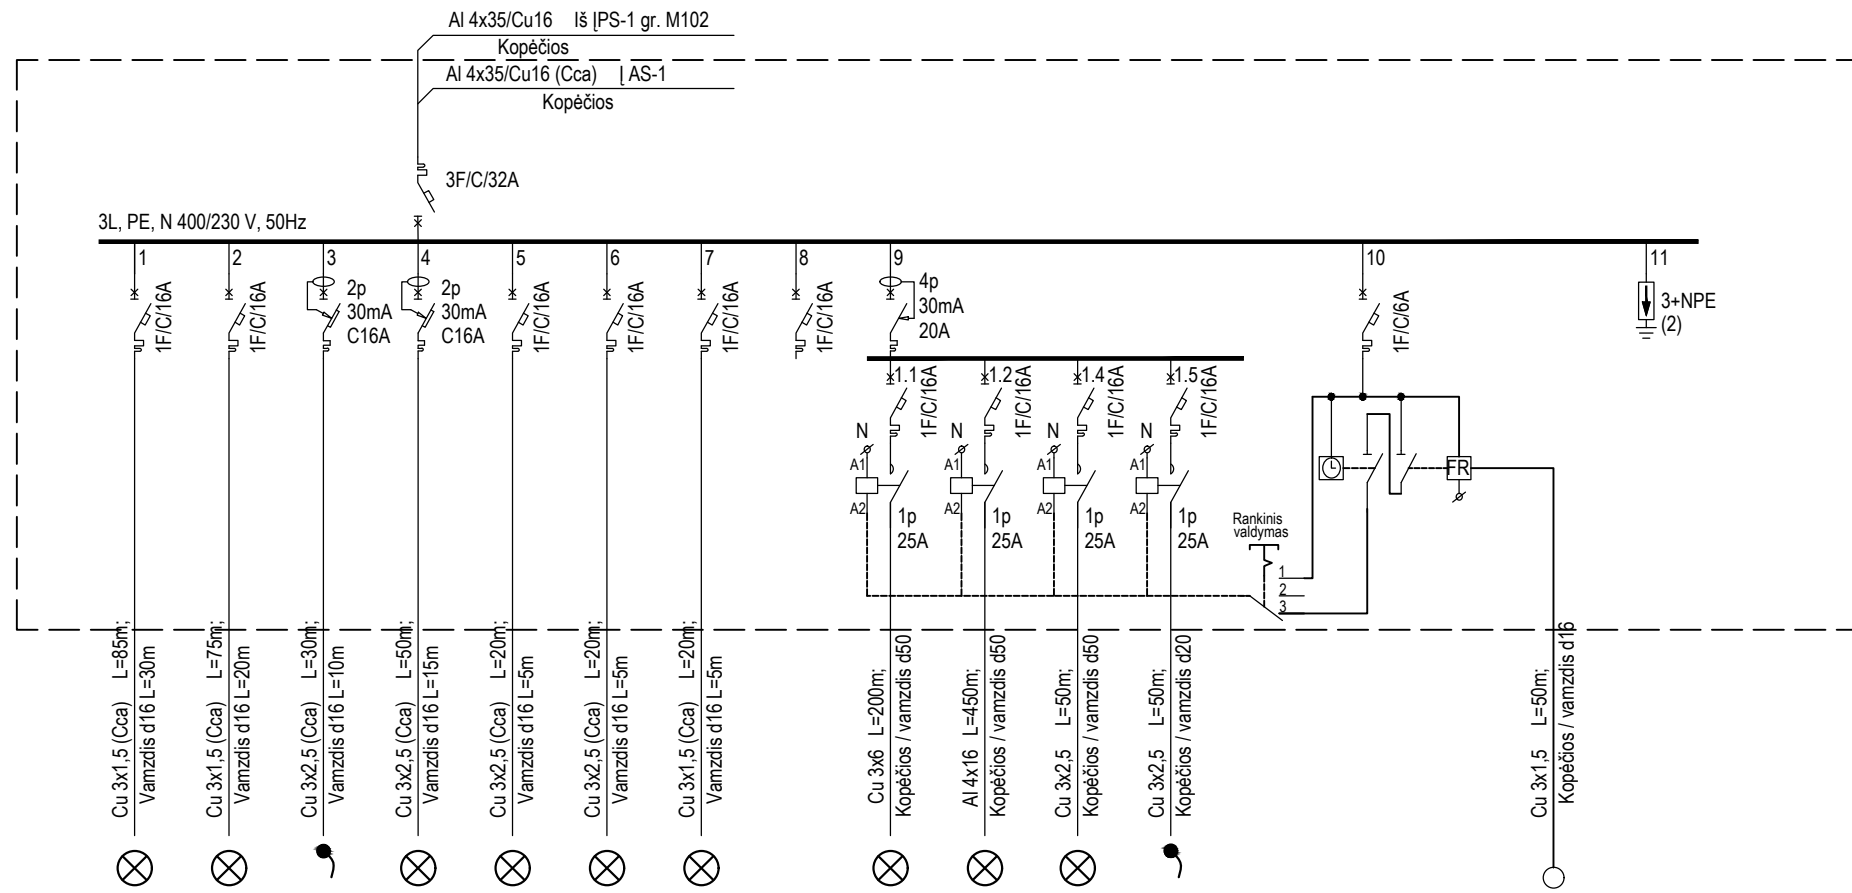 Al 4x35/Cu16 Iš ĮPS-1 gr. M102
Kopėčios
Al 4x35/Cu16 (Cca) Į AS-1
Kopėčios
3F/C/32A
3L, PE, N 400/230 V, 50Hz
1
2
3
4
5
6
7
8
9
10
11
1F/C/16A
1F/C/16A
2p
30mA
C16A
2p
30mA
C16A
1F/C/16A
1F/C/16A
1F/C/16A
1F/C/16A
4p
30mA
20A
1F/C/6A
3+NPE
(2)
1.1
1F/C/16A
1.2
1F/C/16A
1.4
1F/C/16A
1.5
1F/C/16A
N
A1
A2
1p
25A
N
A1
A2
1p
25A
N
A1
A2
1p
25A
N
A1
A2
1p
25A
FR
Rankinis
valdymas
1
2
3
Cu 3x1,5 (Cca) L=85m;
Vamzdis d16 L=30m
Cu 3x1,5 (Cca) L=75m;
Vamzdis d16 L=20m
Cu 3x2,5 (Cca) L=30m;
Vamzdis d16 L=10m
Cu 3x2,5 (Cca) L=50m;
Vamzdis d16 L=15m
Cu 3x2,5 (Cca) L=20m;
Vamzdis d16 L=5m
Cu 3x2,5 (Cca) L=20m;
Vamzdis d16 L=5m
Cu 3x1,5 (Cca) L=20m;
Vamzdis d16 L=5m
Cu 3x6 L=200m;
Kopėčios / vamzdis d50
Al 4x16 L=450m;
Kopėčios / vamzdis d50
Cu 3x2,5 L=50m;
Kopėčios / vamzdis d50
Cu 3x2,5 L=50m;
Kopėčios / vamzdis d20
Cu 3x1,5 L=50m;
Kopėčios / vamzdis d16